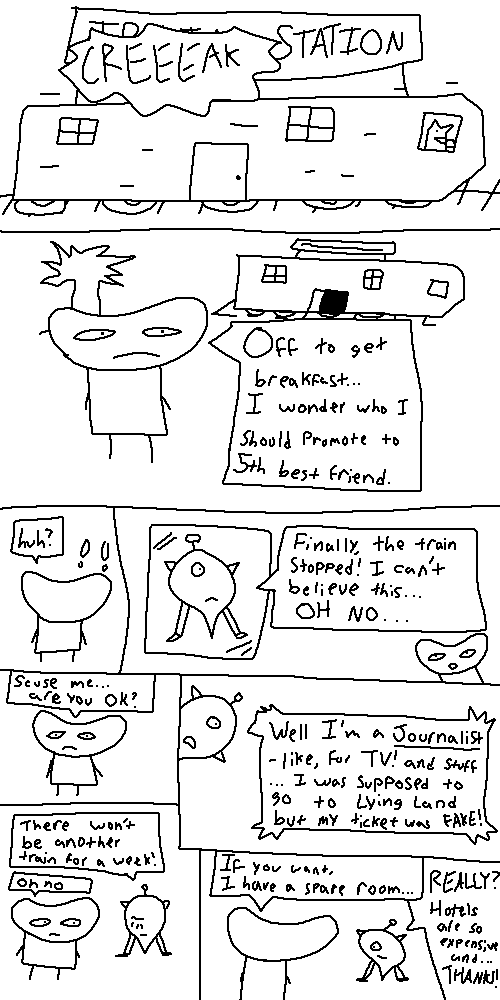 CREEEAK STATION
Off to get
breakfast...
I wonder who I
should Promote to
5th best friend.
huh?
Finally, the train
stopped! I can't
believe this...
OH NO...
Scuse me...
are you OK?
Well I'm a Journalist
- like, for TV! and stuff
... I was supposed to
go to Lying Land
but my ticket was FAKE!
There won't
be another
train for a week!
oh no
If you want,
I have a spare room...
REALLY?
Hotels
are so
expensive
and...
THANKS!